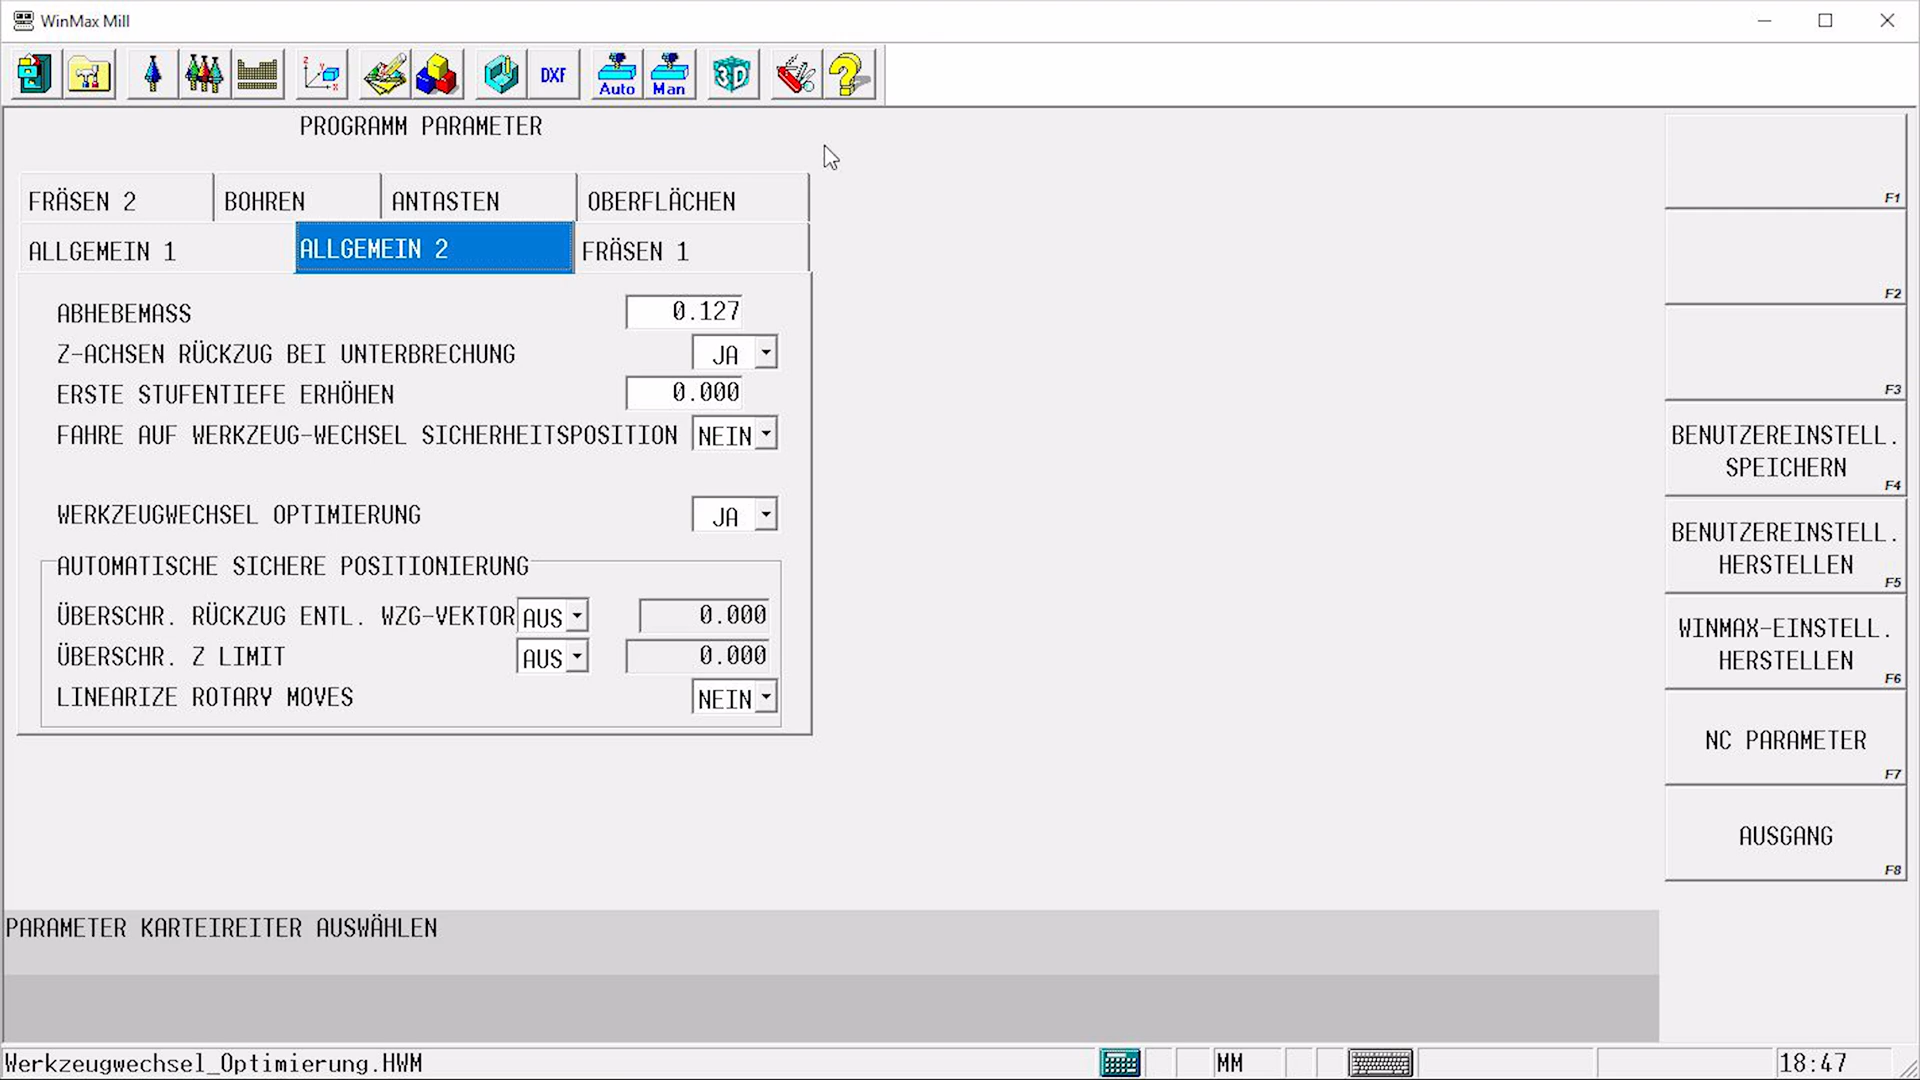 WinMax Mill
DXF
Auto
Man
3D
PROGRAMM PARAMETER
FRÄSEN 2
BOHREN
ANTASTEN
OBERFLÄCHEN
ALLGEMEIN 1
ALLGEMEIN 2
FRÄSEN 1
ABHEBEMASS 0.127
Z-ACHSEN RÜCKZUG BEI UNTERBRECHUNG JA
ERSTE STUFENTIEFE ERHÖHEN 0.000
FAHRE AUF WERKZEUG-WECHSEL SICHERHEITSPOSITION NEIN
WERKZEUGWECHSEL OPTIMIERUNG JA
AUTOMATISCHE SICHERE POSITIONIERUNG
ÜBERSCHR. RÜCKZUG ENTL. WZG-VEKTOR AUS 0.000
ÜBERSCHR. Z LIMIT AUS 0.000
LINEARIZE ROTARY MOVES NEIN
F1
F2
F3
BENUTZEREINSTELL.
SPEICHERN
F4
BENUTZEREINSTELL.
HERSTELLEN
F5
WINMAX-EINSTELL.
HERSTELLEN
F6
NC PARAMETER
F7
AUSGANG
F8
PARAMETER KARTEIREITER AUSWÄHLEN
Werkzeugwechsel_Optimierung.HWM
MM
18:47